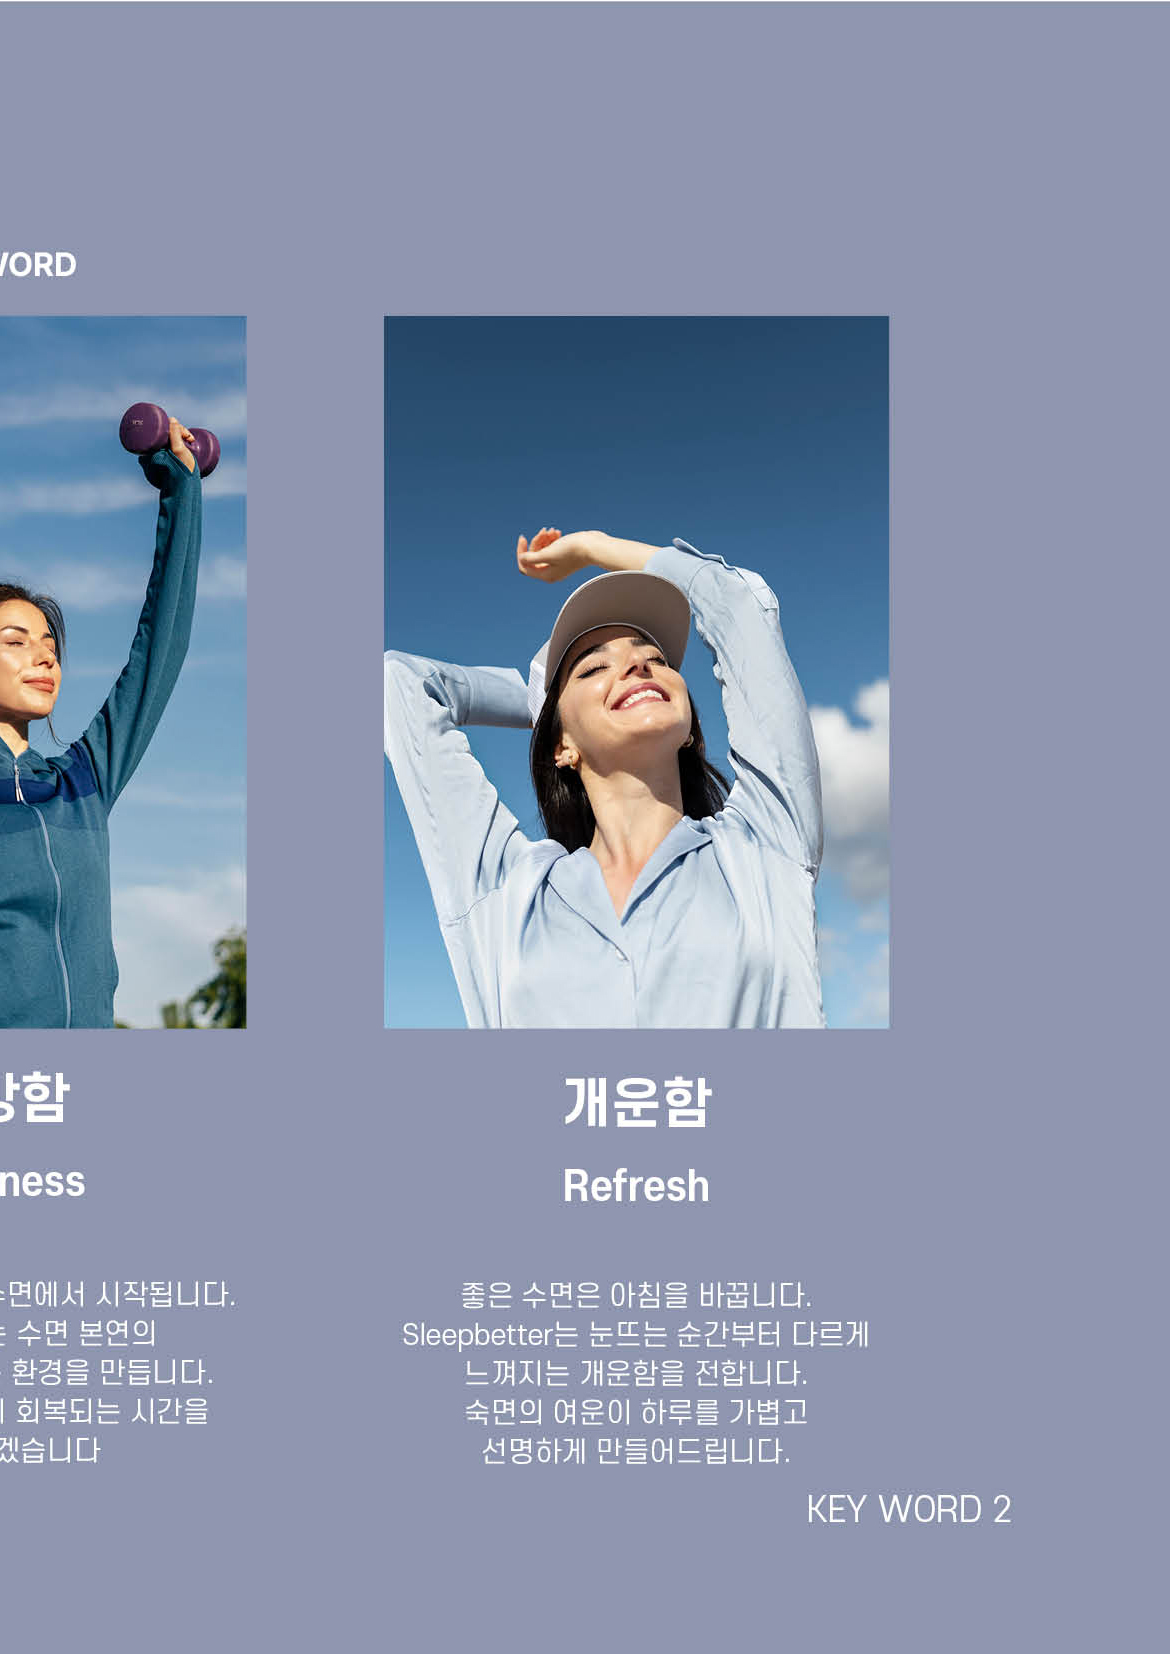 WORD
함
ness
수면에서 시작됩니다.
는 수면 본연의
환경을 만듭니다.
회복되는 시간을
겠습니다
개운함
Refresh
좋은 수면은 아침을 바꿉니다.
Sleepbetter는 눈뜨는 순간부터 다르게
느껴지는 개운함을 전합니다.
숙면의 여운이 하루를 가볍고
선명하게 만들어드립니다.
KEY WORD 2